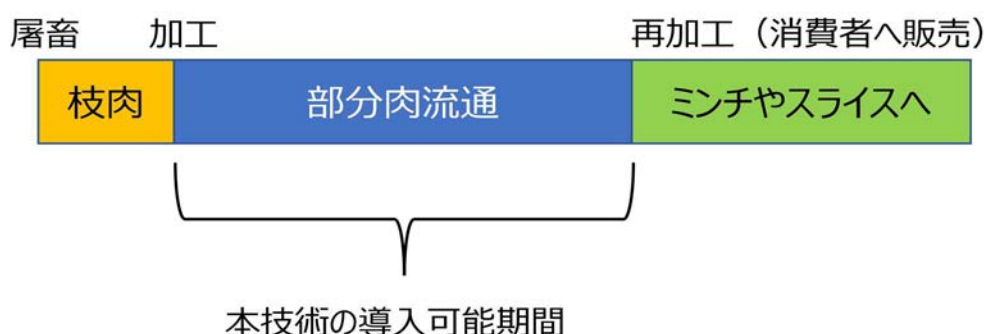 屠畜 加工 再加工（消費者へ販売）
枝肉 部分肉流通 ミンチやスライスへ
本技術の導入可能期間